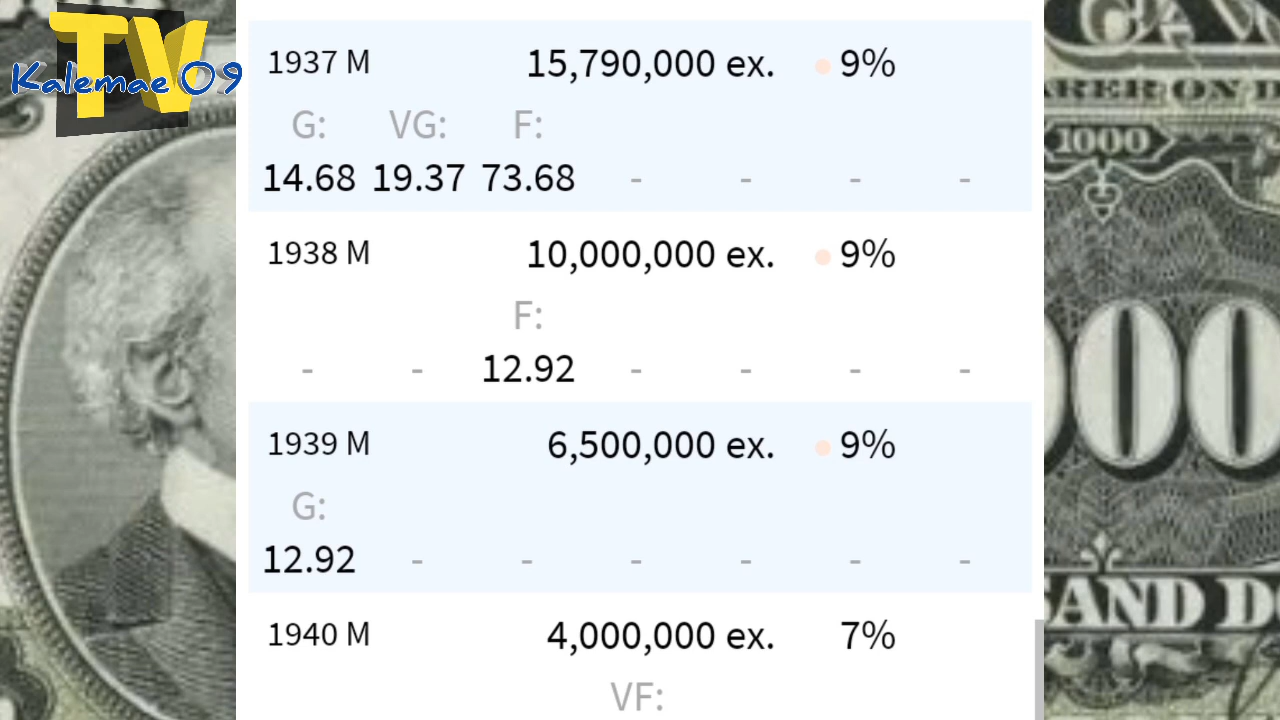 TV
Kalemae 09
1937 M 15,790,000 ex. 9%
G: VG: F:
14.68 19.37 73.68 - - - -
1938 M 10,000,000 ex. 9%
F:
- - 12.92 - - - -
1939 M 6,500,000 ex. 9%
G:
12.92 - - - - - -
1940 M 4,000,000 ex. 7%
VF:
1000